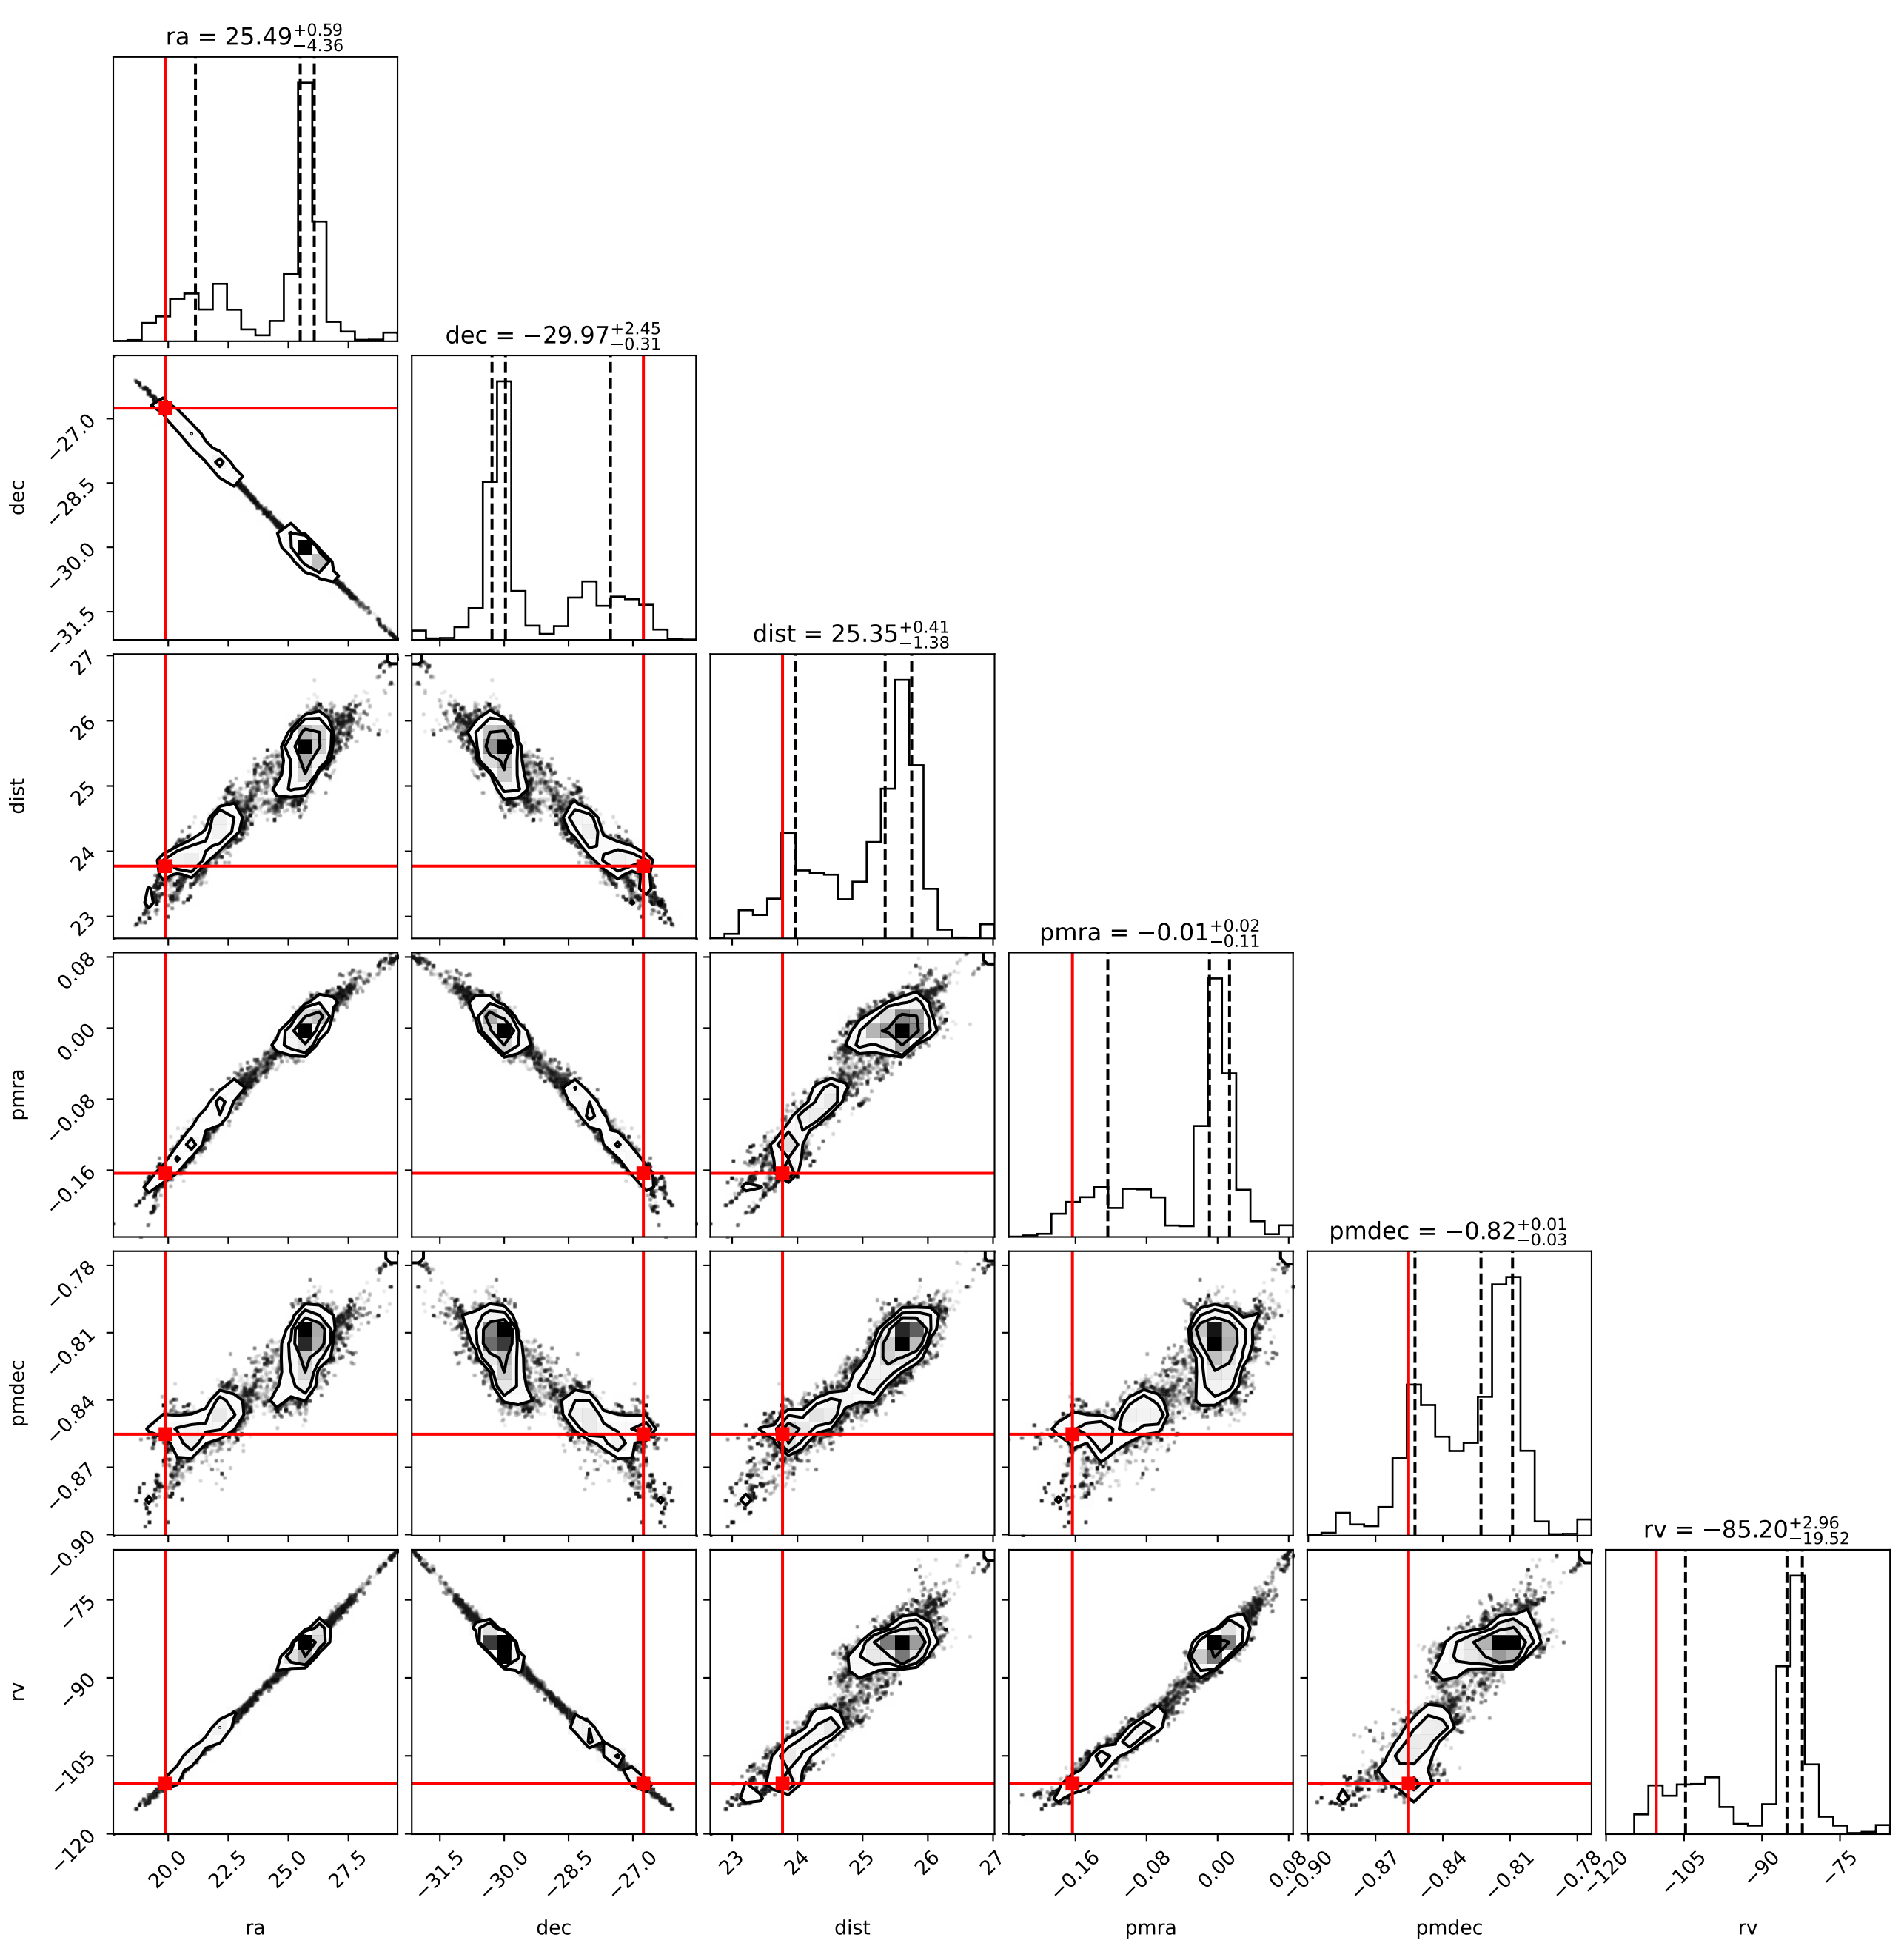 ra = 25.49+0.59 −4.36
dec = −29.97+2.45 −0.31
dec
−27.0
−28.5
−30.0
−31.5
dist = 25.35+0.41 −1.38
dist
27
26
25
24
23
pmra = −0.01+0.02 −0.11
pmra
0.08
0.00
−0.08
−0.16
pmdec = −0.82+0.01 −0.03
pmdec
−0.78
−0.81
−0.84
−0.87
−0.90
rv = −85.20+2.96 −19.52
rv
−75
−90
−105
−120
20.0 22.5 25.0 27.5
−31.5 −30.0 −28.5 −27.0
23 24 25 26 27
−0.16 −0.08 0.00 0.08
−0.90 −0.87 −0.84 −0.81 −0.78
−120 −105 −90 −75
ra dec dist pmra pmdec rv